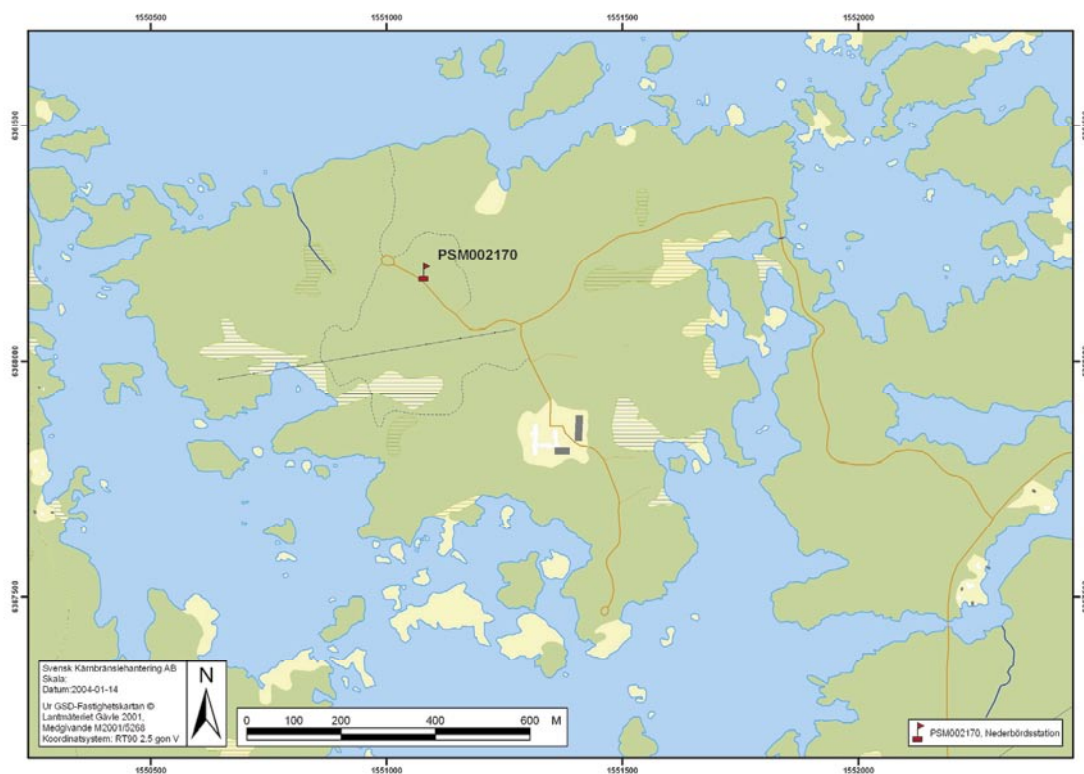 1550500 1551000 1551500 1552000
PSM002170
6367500
Svensk Kärnbränslehantering AB
Skala:
Datum:2004-01-14
Ur GSD-Fastighetskartan ©
Lantmäteriet Gävle 2001,
Medgivande M2001/5268
Koordinatsystem: RT90 2.5 gon V
N
0 100 200 400 600 M
PSM002170, Nederbördsstation
1550500 1551000 1551500 1552000